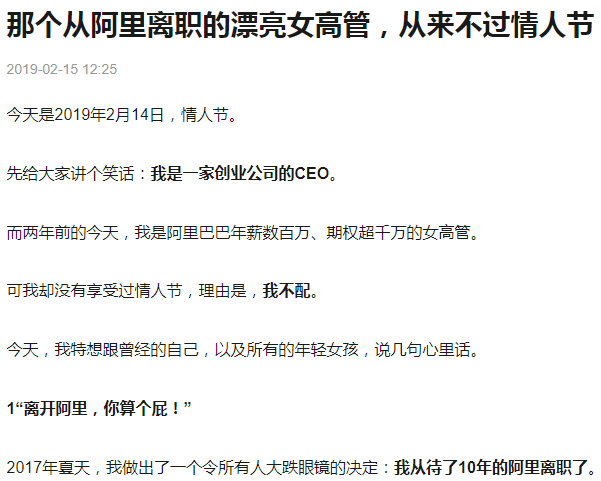 那个从阿里离职的漂亮女高管，从来不过情人节
2019-02-15 12:25
今天是2019年2月14日，情人节。
先给大家讲个笑话：我是一家创业公司的CEO。
而两年前的今天，我是阿里巴巴年薪数百万、期权超千万的女高管。
可我却没有享受过情人节，理由是，我不配。
今天，我特想跟曾经的自己，以及所有的年轻女孩，说几句心里话。
1“离开阿里，你算个屁！”
2017年夏天，我做出了一个令所有人大跌眼镜的决定：我从待了10年的阿里离职了。